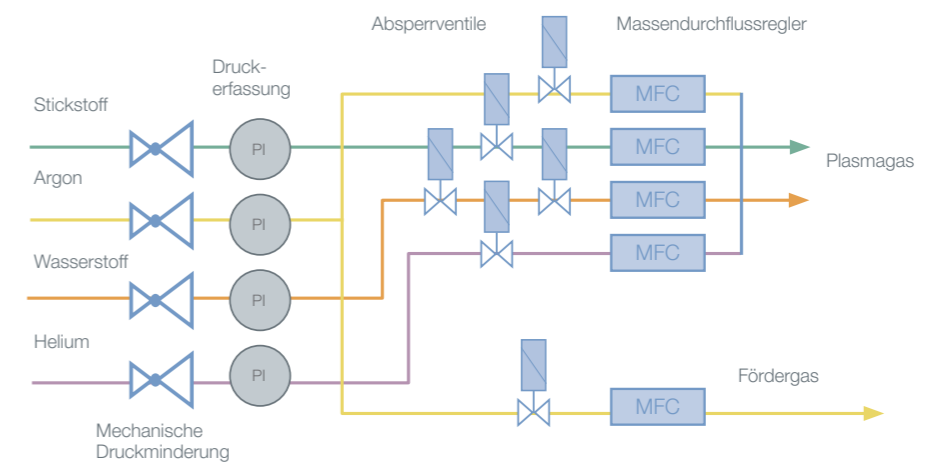 Absperrventile
Massendurchflussregler
Druck-
erfassung
Stickstoff
MFC
PI
MFC
Plasmagas
Argon
PI
MFC
Wasserstoff
MFC
PI
Helium
PI
Fördergas
MFC
Mechanische
Druckminderung